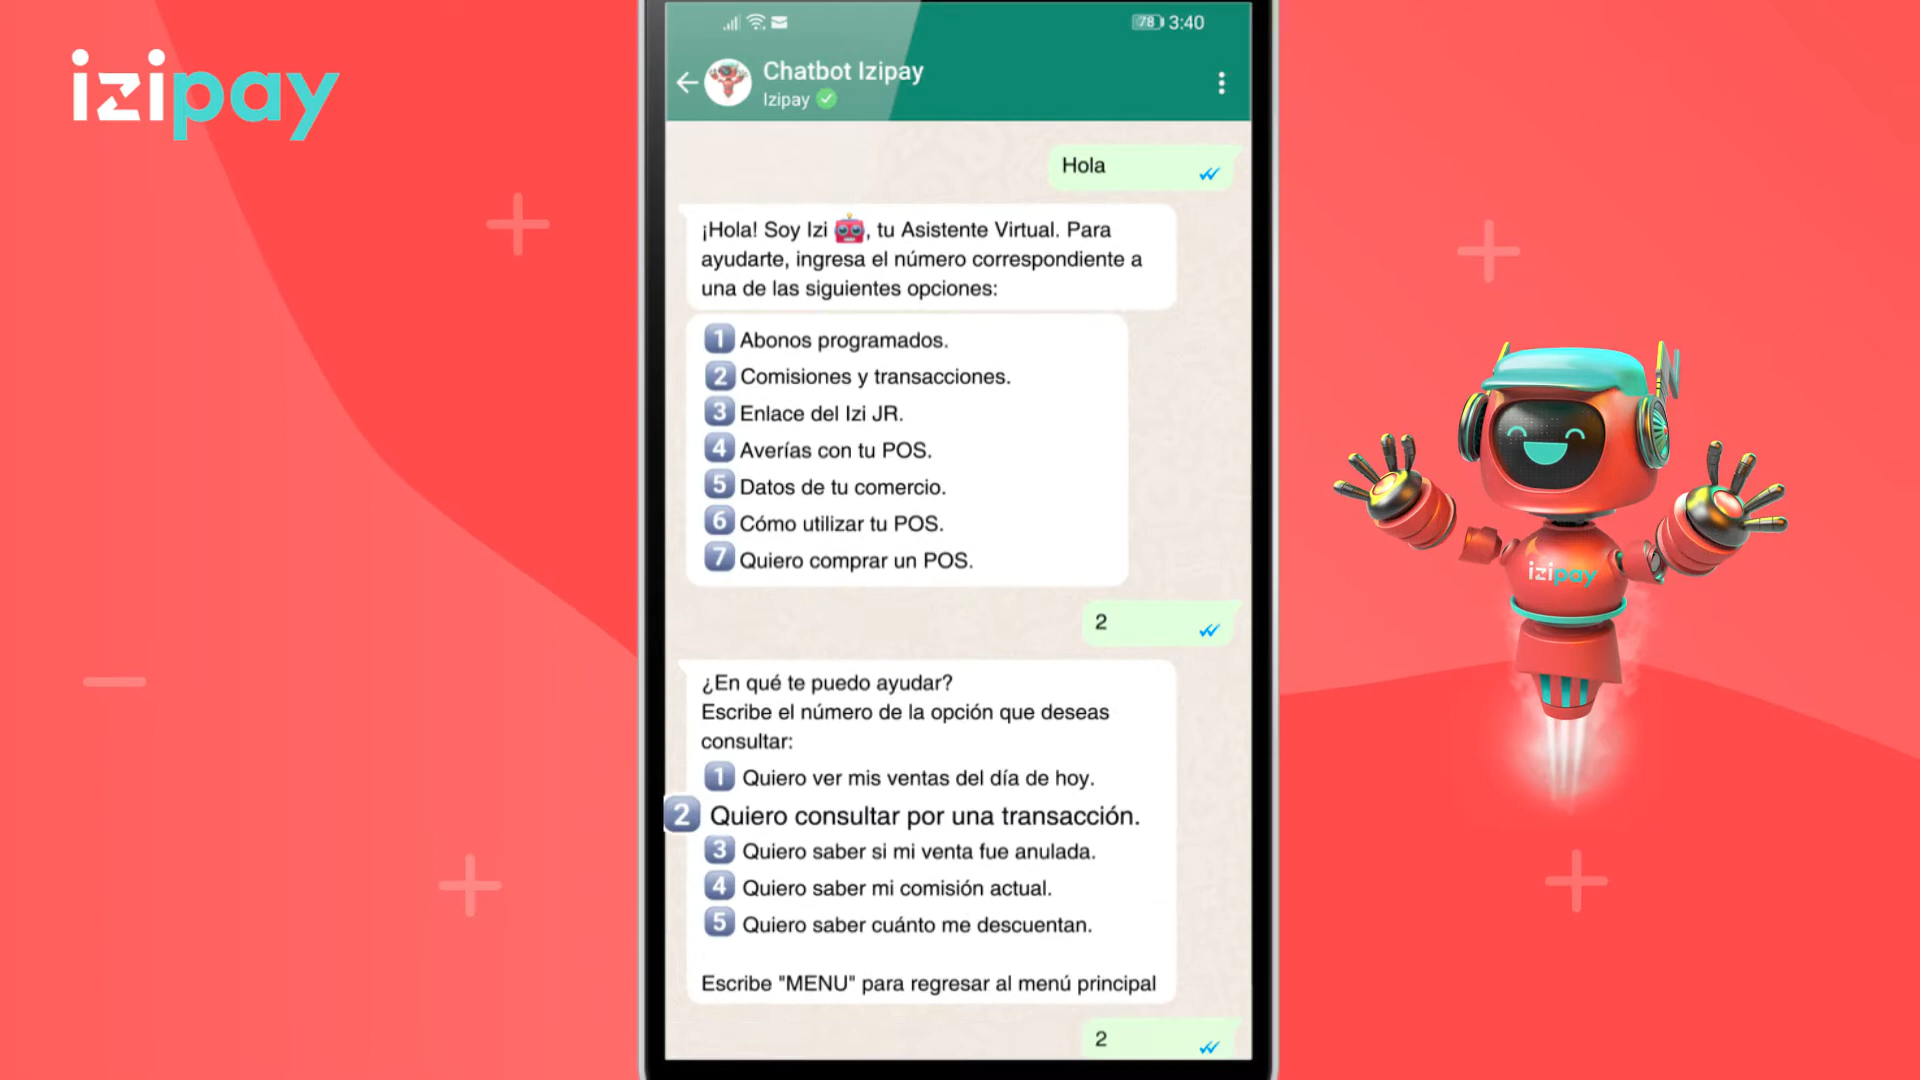 izipay
78 3:40
Chatbot Izipay
Izipay
Hola
¡Hola! Soy Izi 🤖, tu Asistente Virtual. Para
ayudarte, ingresa el número correspondiente a
una de las siguientes opciones:
1 Abonos programados.
2 Comisiones y transacciones.
3 Enlace del Izi JR.
4 Averías con tu POS.
5 Datos de tu comercio.
6 Cómo utilizar tu POS.
7 Quiero comprar un POS.
2
¿En qué te puedo ayudar?
Escribe el número de la opción que deseas
consultar:
1 Quiero ver mis ventas del día de hoy.
2 Quiero consultar por una transacción.
3 Quiero saber si mi venta fue anulada.
4 Quiero saber mi comisión actual.
5 Quiero saber cuánto me descuentan.
Escribe "MENU" para regresar al menú principal
2
izipay